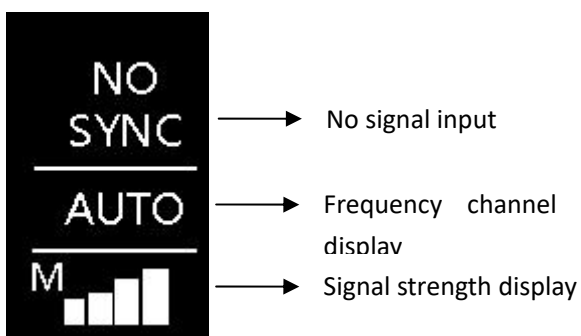 NO
SYNC
No signal input
AUTO
Frequency channel
display
M
Signal strength display